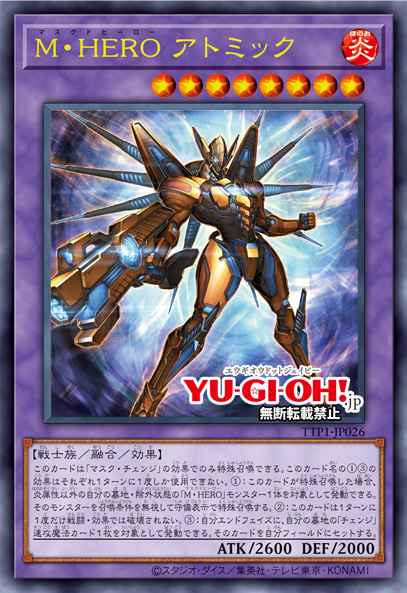 マスクドヒーロー
M・HERO アトミック
ほのお
炎
ユウギオウドットジェイピー
YU-GI-OH!.jp
無断転載禁止
TTP1-JP026
【戦士族／融合／効果】
このカードは「マスク・チェンジ」の効果でのみ特殊召喚できる。このカード名の①③の
効果はそれぞれ１ターンに１度しか使用できない。①：このカードが特殊召喚した場合、
炎属性以外の自分の墓地・除外状態の「M・HERO」モンスター１体を対象として発動できる。
そのモンスターを召喚条件を無視して守備表示で特殊召喚する。②：このカードは１ターンに
１度だけ戦闘・効果では破壊されない。③：自分エンドフェイズに、自分の墓地の「チェンジ」
速攻魔法カード１枚を対象として発動できる。そのカードを自分フィールドにセットする。
ATK/2600 DEF/2000
©スタジオ・ダイス／集英社・テレビ東京・KONAMI